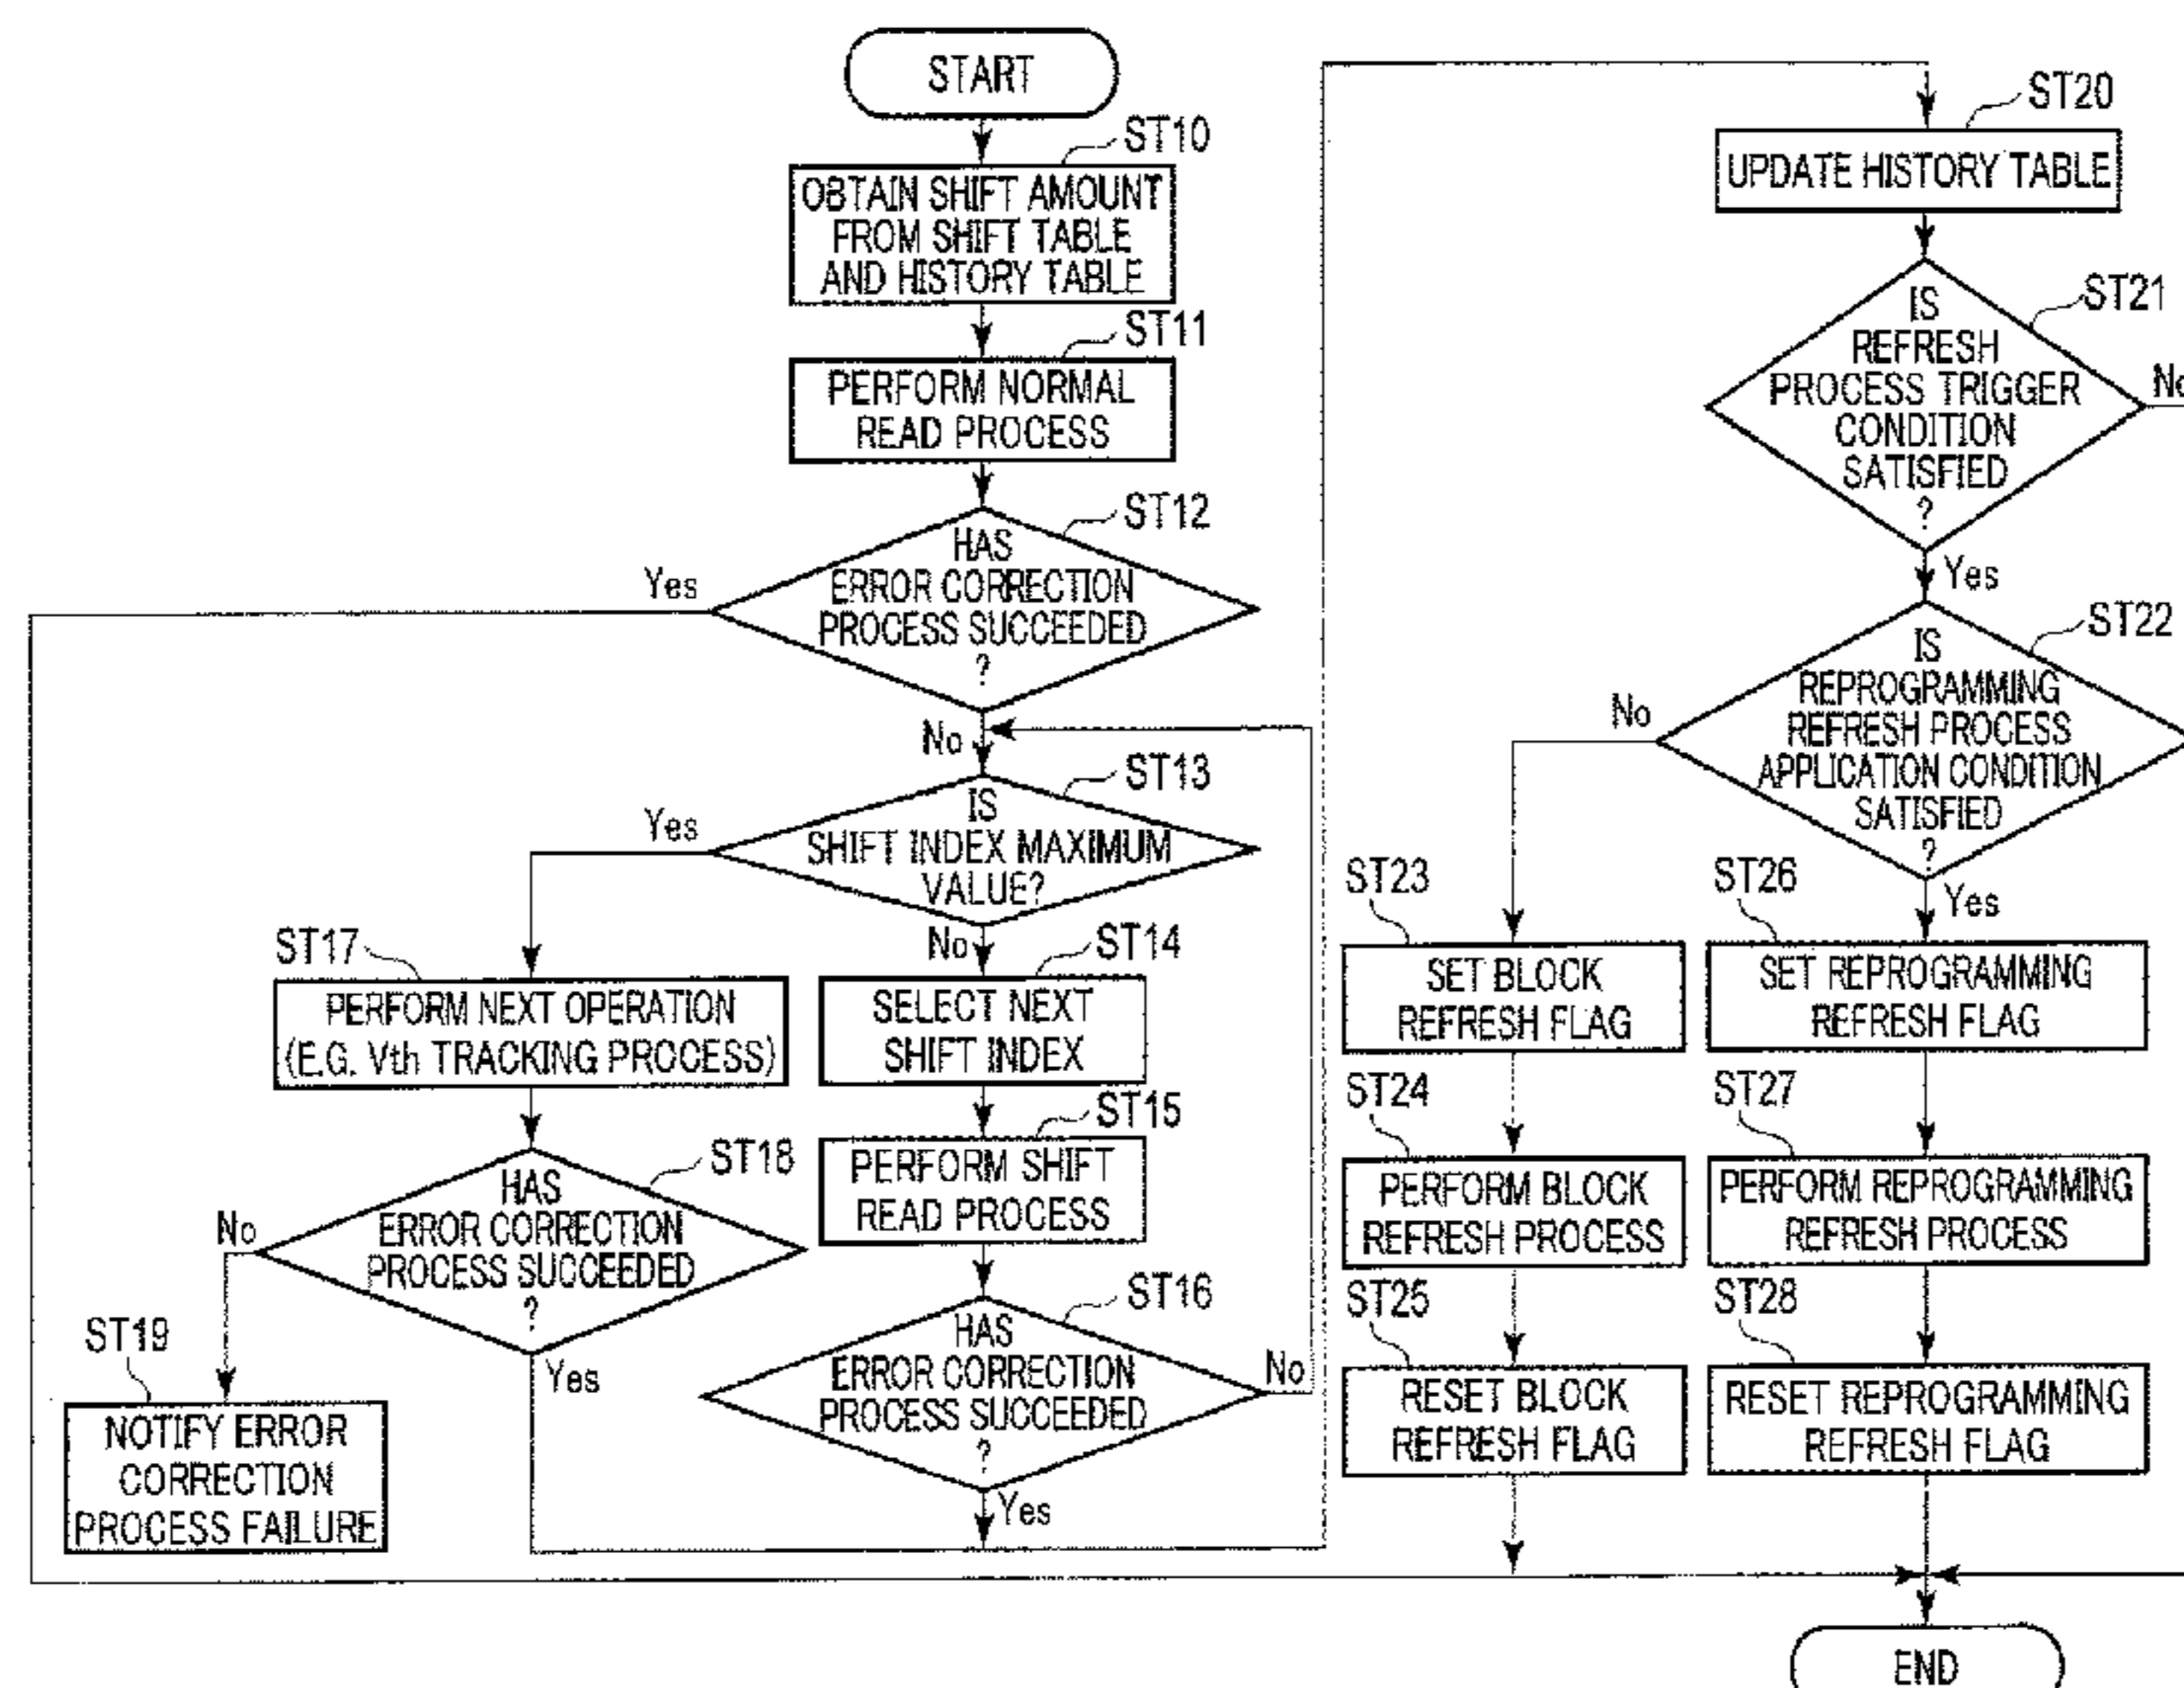 START
ST10
OBTAIN SHIFT AMOUNT
FROM SHIFT TABLE
AND HISTORY TABLE
ST11
PERFORM NORMAL
READ PROCESS
ST12
HAS
ERROR CORRECTION
PROCESS SUCCEEDED
?
Yes
No
ST13
IS
SHIFT INDEX MAXIMUM
VALUE?
Yes
No
ST14
SELECT NEXT
SHIFT INDEX
ST15
PERFORM SHIFT
READ PROCESS
ST16
HAS
ERROR CORRECTION
PROCESS SUCCEEDED
?
No
Yes
ST17
PERFORM NEXT OPERATION
(E.G. Vth TRACKING PROCESS)
ST18
HAS
ERROR CORRECTION
PROCESS SUCCEEDED
?
No
Yes
ST19
NOTIFY ERROR
CORRECTION
PROCESS FAILURE
ST20
UPDATE HISTORY TABLE
ST21
IS
REFRESH
PROCESS TRIGGER
CONDITION
SATISFIED
?
No
Yes
ST22
IS
REPROGRAMMING
REFRESH PROCESS
APPLICATION CONDITION
SATISFIED
?
No
Yes
ST23
SET BLOCK
REFRESH FLAG
ST24
PERFORM BLOCK
REFRESH PROCESS
ST25
RESET BLOCK
REFRESH FLAG
ST26
SET REPROGRAMMING
REFRESH FLAG
ST27
PERFORM REPROGRAMMING
REFRESH PROCESS
ST28
RESET REPROGRAMMING
REFRESH FLAG
END